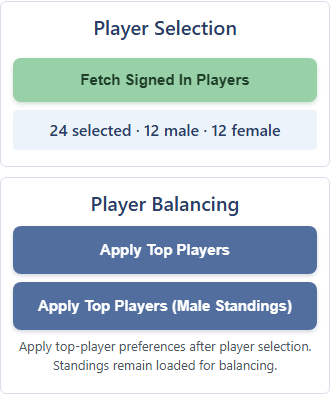 Player Selection
Fetch Signed In Players
24 selected · 12 male · 12 female
Player Balancing
Apply Top Players
Apply Top Players (Male Standings)
Apply top-player preferences after player selection.
Standings remain loaded for balancing.